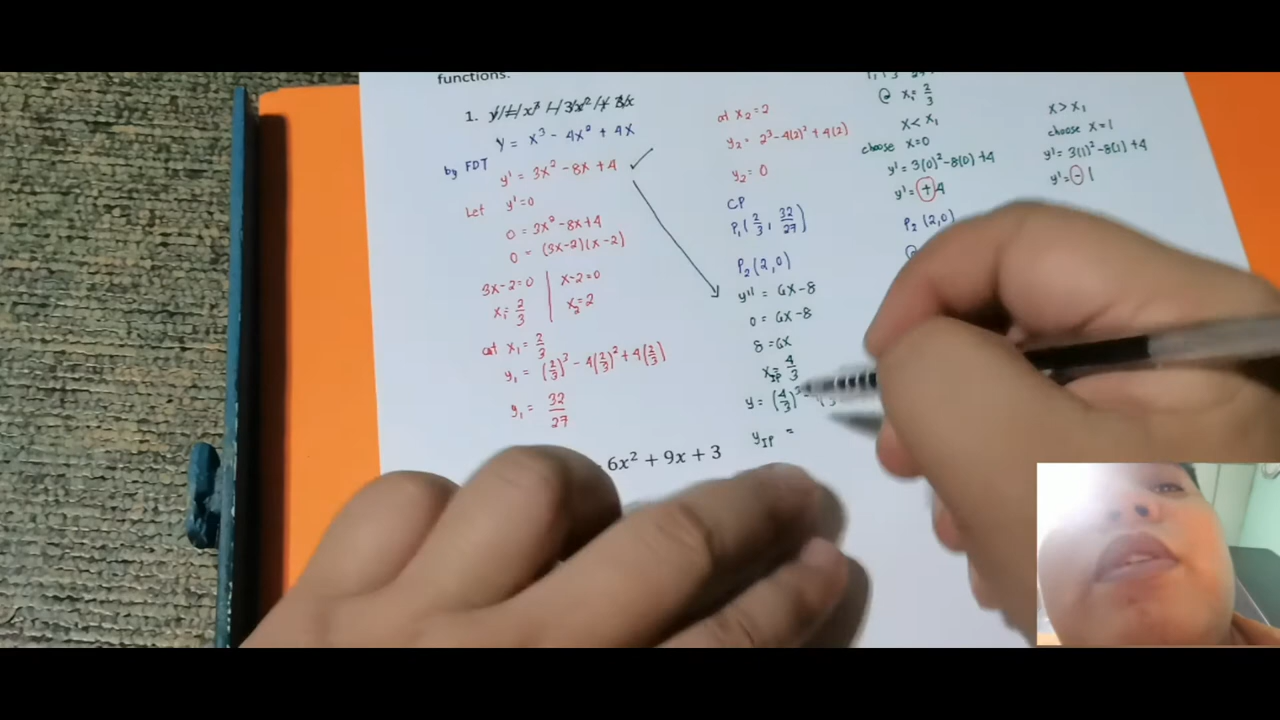 functions.
1. y = x³ - 3x² + 3x
y = x³ - 4x² + 4x
by FDT
y' = 3x² - 8x + 4
Let y' = 0
0 = 3x² - 8x + 4
0 = (3x-2)(x-2)
3x-2=0
x₁ = 2/3
x-2=0
x₂ = 2
at x₁ = 2/3
y₁ = (2/3)³ - 4(2/3)² + 4(2/3)
y₁ = 32/27
6x² + 9x + 3
at x₂ = 2
y₂ = 2³ - 4(2)² + 4(2)
y₂ = 0
CP
P₁(2/3, 32/27)
P₂(2,0)
y'' = 6x-8
0 = 6x-8
8 = 6x
x_IP = 4/3
y = (4/3)
y_IP =
@ x₁ = 2/3
x < x₁
choose x=0
y' = 3(0)² - 8(0) + 4
y' = +4
P₂(2,0)
@
x > x₁
choose x=1
y' = 3(1)² - 8(1) + 4
y' = -1